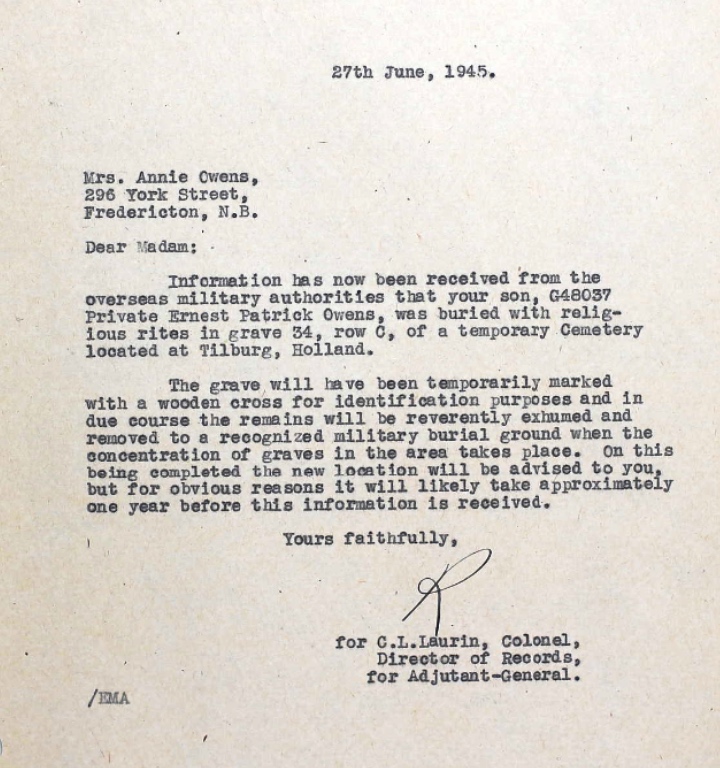 27th June, 1945.
Mrs. Annie Owens,
296 York Street,
Fredericton, N.B.
Dear Madam:
Information has now been received from the
overseas military authorities that your son, G48037
Private Ernest Patrick Owens, was buried with relig-
ious rites in grave 34, row C, of a temporary Cemetery
located at Tilburg, Holland.
The grave will have been temporarily marked
with a wooden cross for identification purposes and in
due course the remains will be reverently exhumed and
removed to a recognized military burial ground when the
concentration of graves in the area takes place. On this
being completed the new location will be advised to you,
but for obvious reasons it will likely take approximately
one year before this information is received.
Yours faithfully,
R
for C.L.Laurin, Colonel,
Director of Records,
for Adjutant-General.
/EMA